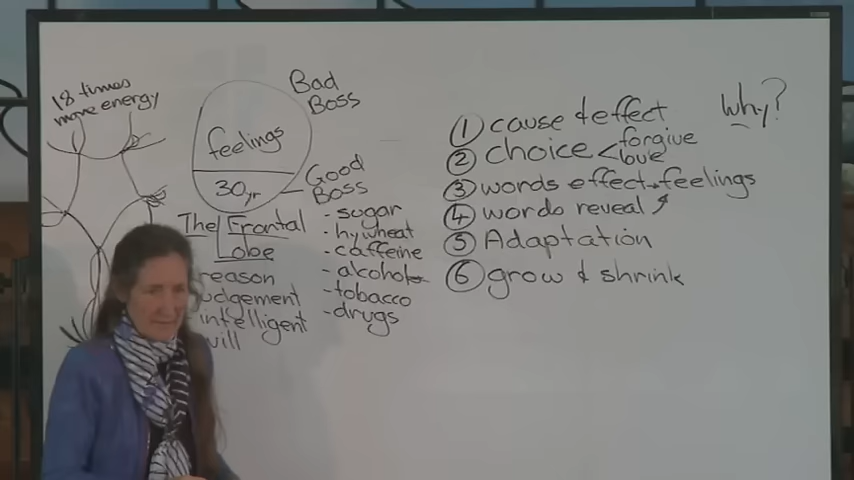 18 times
more energy
feelings
30yr
Bad
Boss
Good
Boss
The Frontal
Lobe
reason
judgement
intelligent
will
- sugar
- hy wheat
- caffeine
- alcohol
- tobacco
- drugs
Why?
① cause & effect
② choice < forgive
love
③ words effect → feelings
④ words reveal
⑤ Adaptation
⑥ grow & shrink